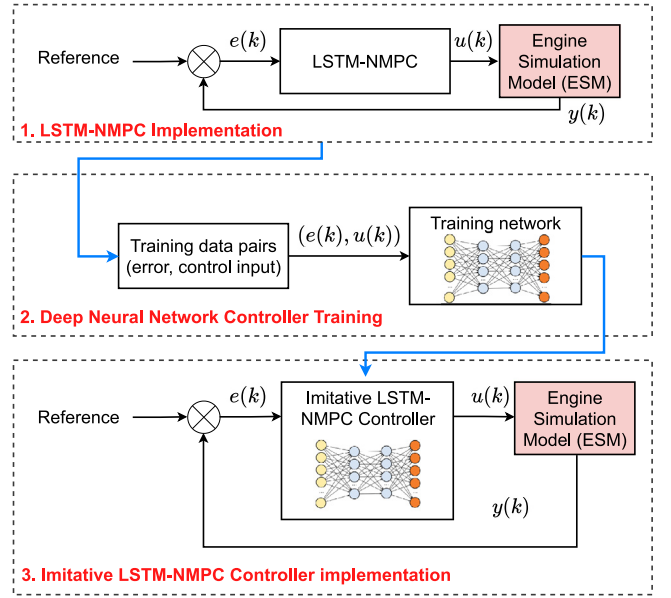 Reference
e(k)
LSTM-NMPC
u(k)
Engine
Simulation
Model (ESM)
y(k)
1. LSTM-NMPC Implementation
Training data pairs
(error, control input)
(e(k), u(k))
Training network
2. Deep Neural Network Controller Training
Reference
e(k)
Imitative LSTM-
NMPC Controller
u(k)
Engine
Simulation
Model (ESM)
y(k)
3. Imitative LSTM-NMPC Controller implementation